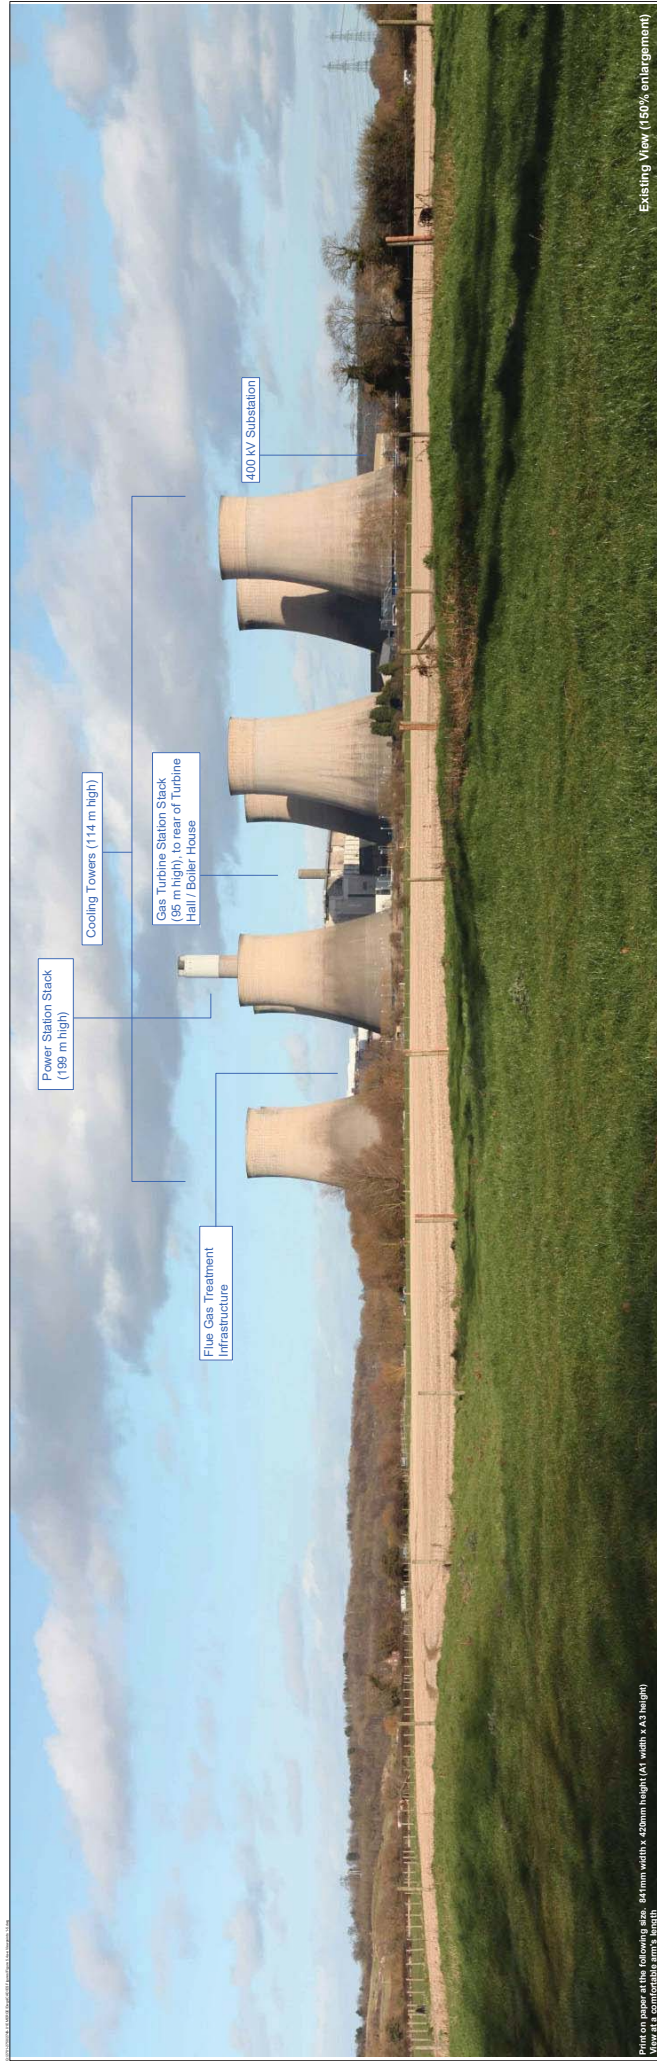 Flue Gas Treatment
Infrastructure
Power Station Stack
(199 m high)
Cooling Towers (114 m high)
Gas Turbine Station Stack
(95 m high), to rear of Turbine
Hall / Boiler House
400 kV Substation
Print on paper at the following size. 841mm width x 420mm height (A1 width x A3 height)
View at a comfortable arm's length
Existing View (150% enlargement)